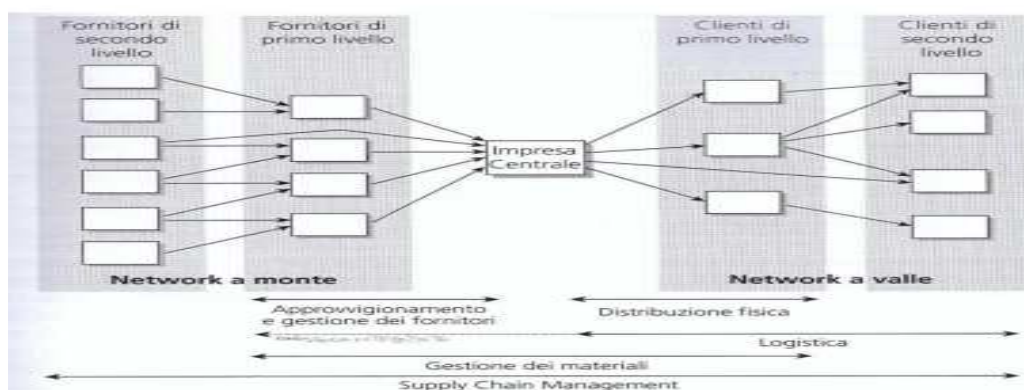 Fornitori di
secondo
livello
Fornitori di
primo livello
Clienti di
primo livello
Clienti di
secondo
livello
Impresa
Centrale
Network a monte
Network a valle
Approvvigionamento
e gestione dei fornitori
Distribuzione fisica
Logistica
Gestione dei materiali
Supply Chain Management